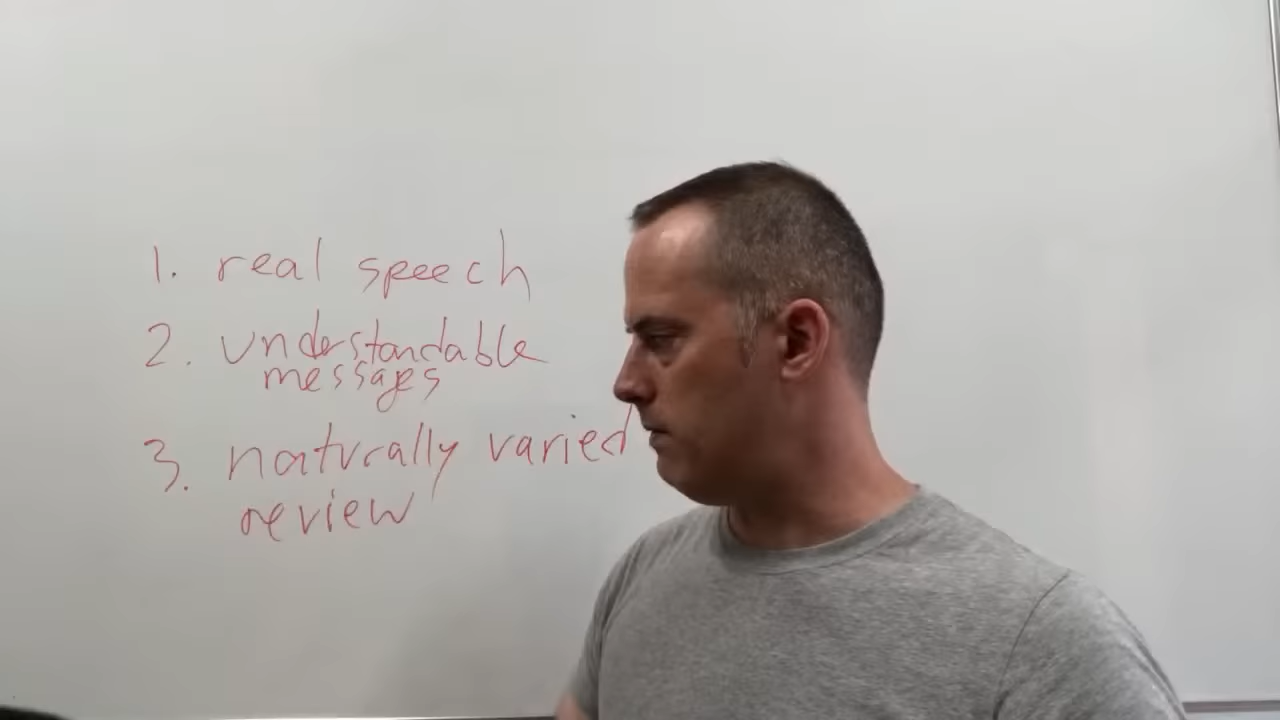 1. real speech
2. understandable
messages
3. naturally varied
review